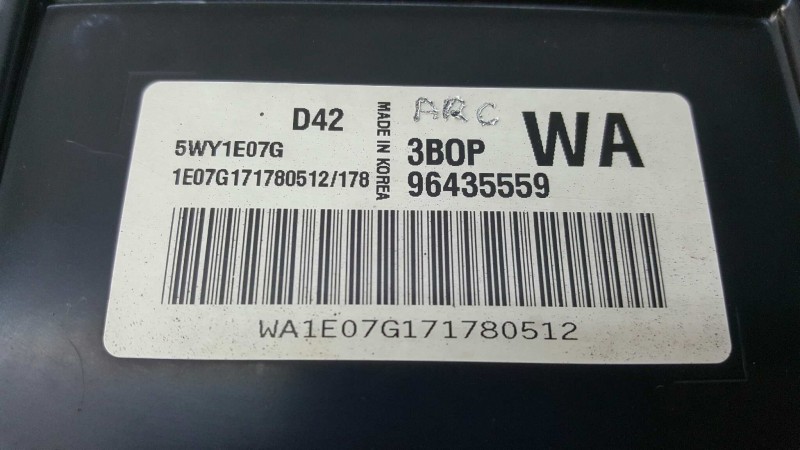 ARC
D42
MADE IN KOREA
3BOP WA
5WY1E07G
1E07G171780512/178
96435559
WA1E07G171780512